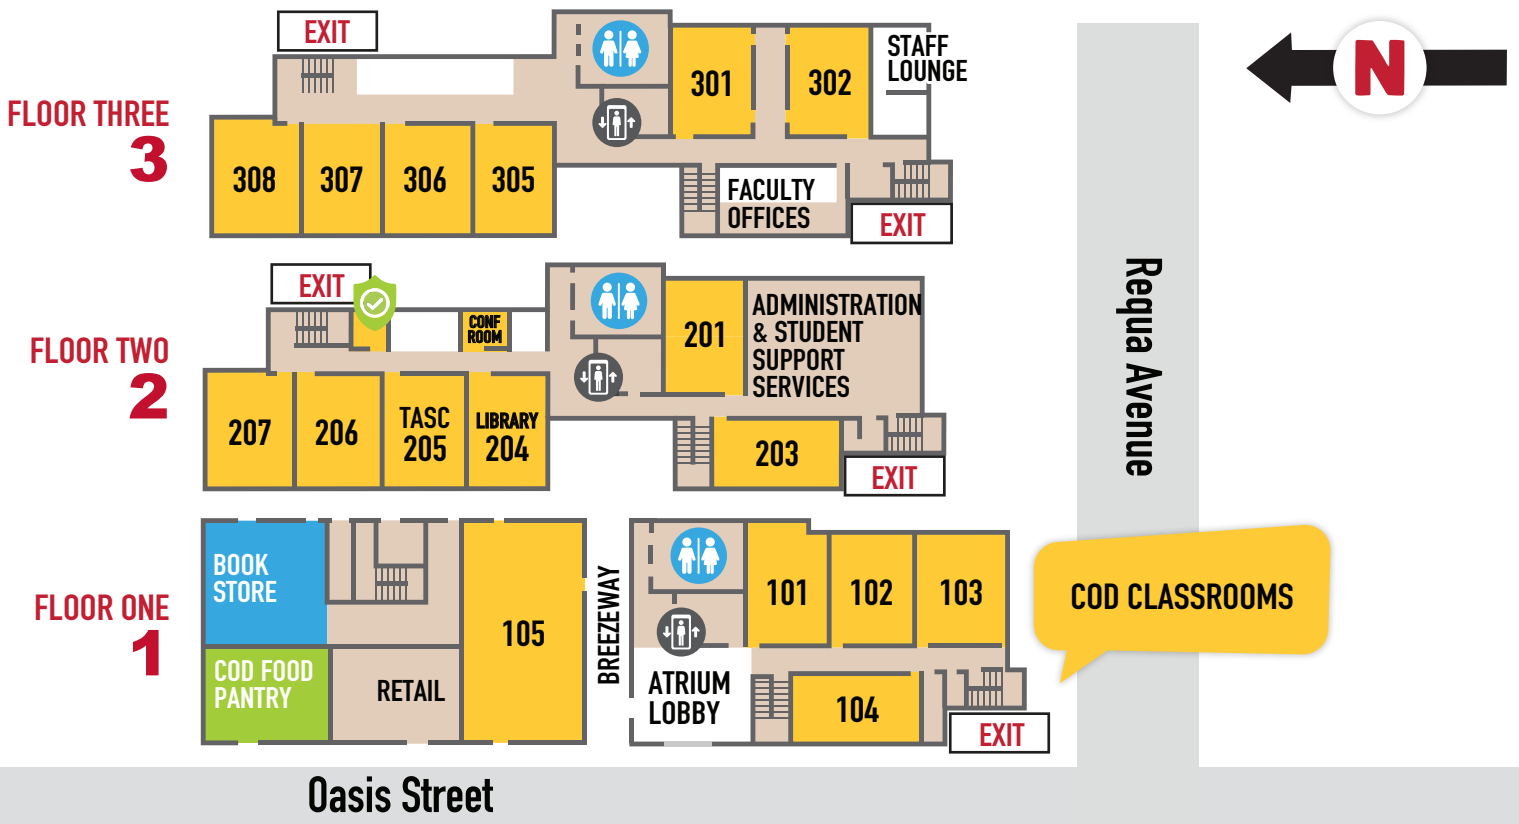 EXIT
STAFF
LOUNGE
301
302
FLOOR THREE
3
308
307
306
305
FACULTY
OFFICES
EXIT
N
EXIT
CONF
ROOM
201
ADMINISTRATION
& STUDENT
SUPPORT
SERVICES
FLOOR TWO
2
207
206
TASC
205
LIBRARY
204
203
EXIT
Requa Avenue
BOOK
STORE
FLOOR ONE
1
COD FOOD
PANTRY
RETAIL
105
BREEZEWAY
101
102
103
ATRIUM
LOBBY
104
EXIT
COD CLASSROOMS
Oasis Street